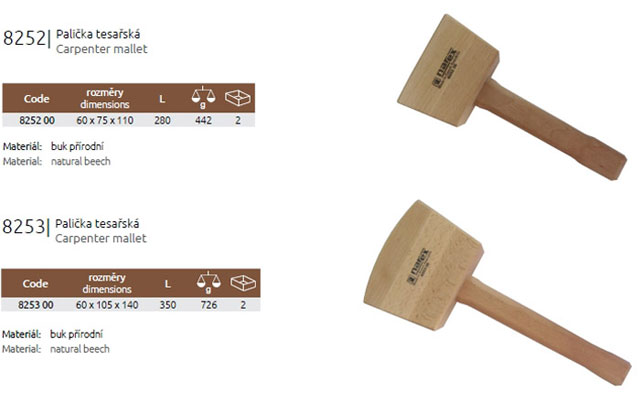 8252| Palička tesařská
Carpenter mallet
Code rozměry dimensions L g
8252 00 60 x 75 x 110 280 442 2
Materiál: buk přírodní
Material: natural beech
narex
8253| Palička tesařská
Carpenter mallet
Code rozměry dimensions L g
8253 00 60 x 105 x 140 350 726 2
Materiál: buk přírodní
Material: natural beech
narex